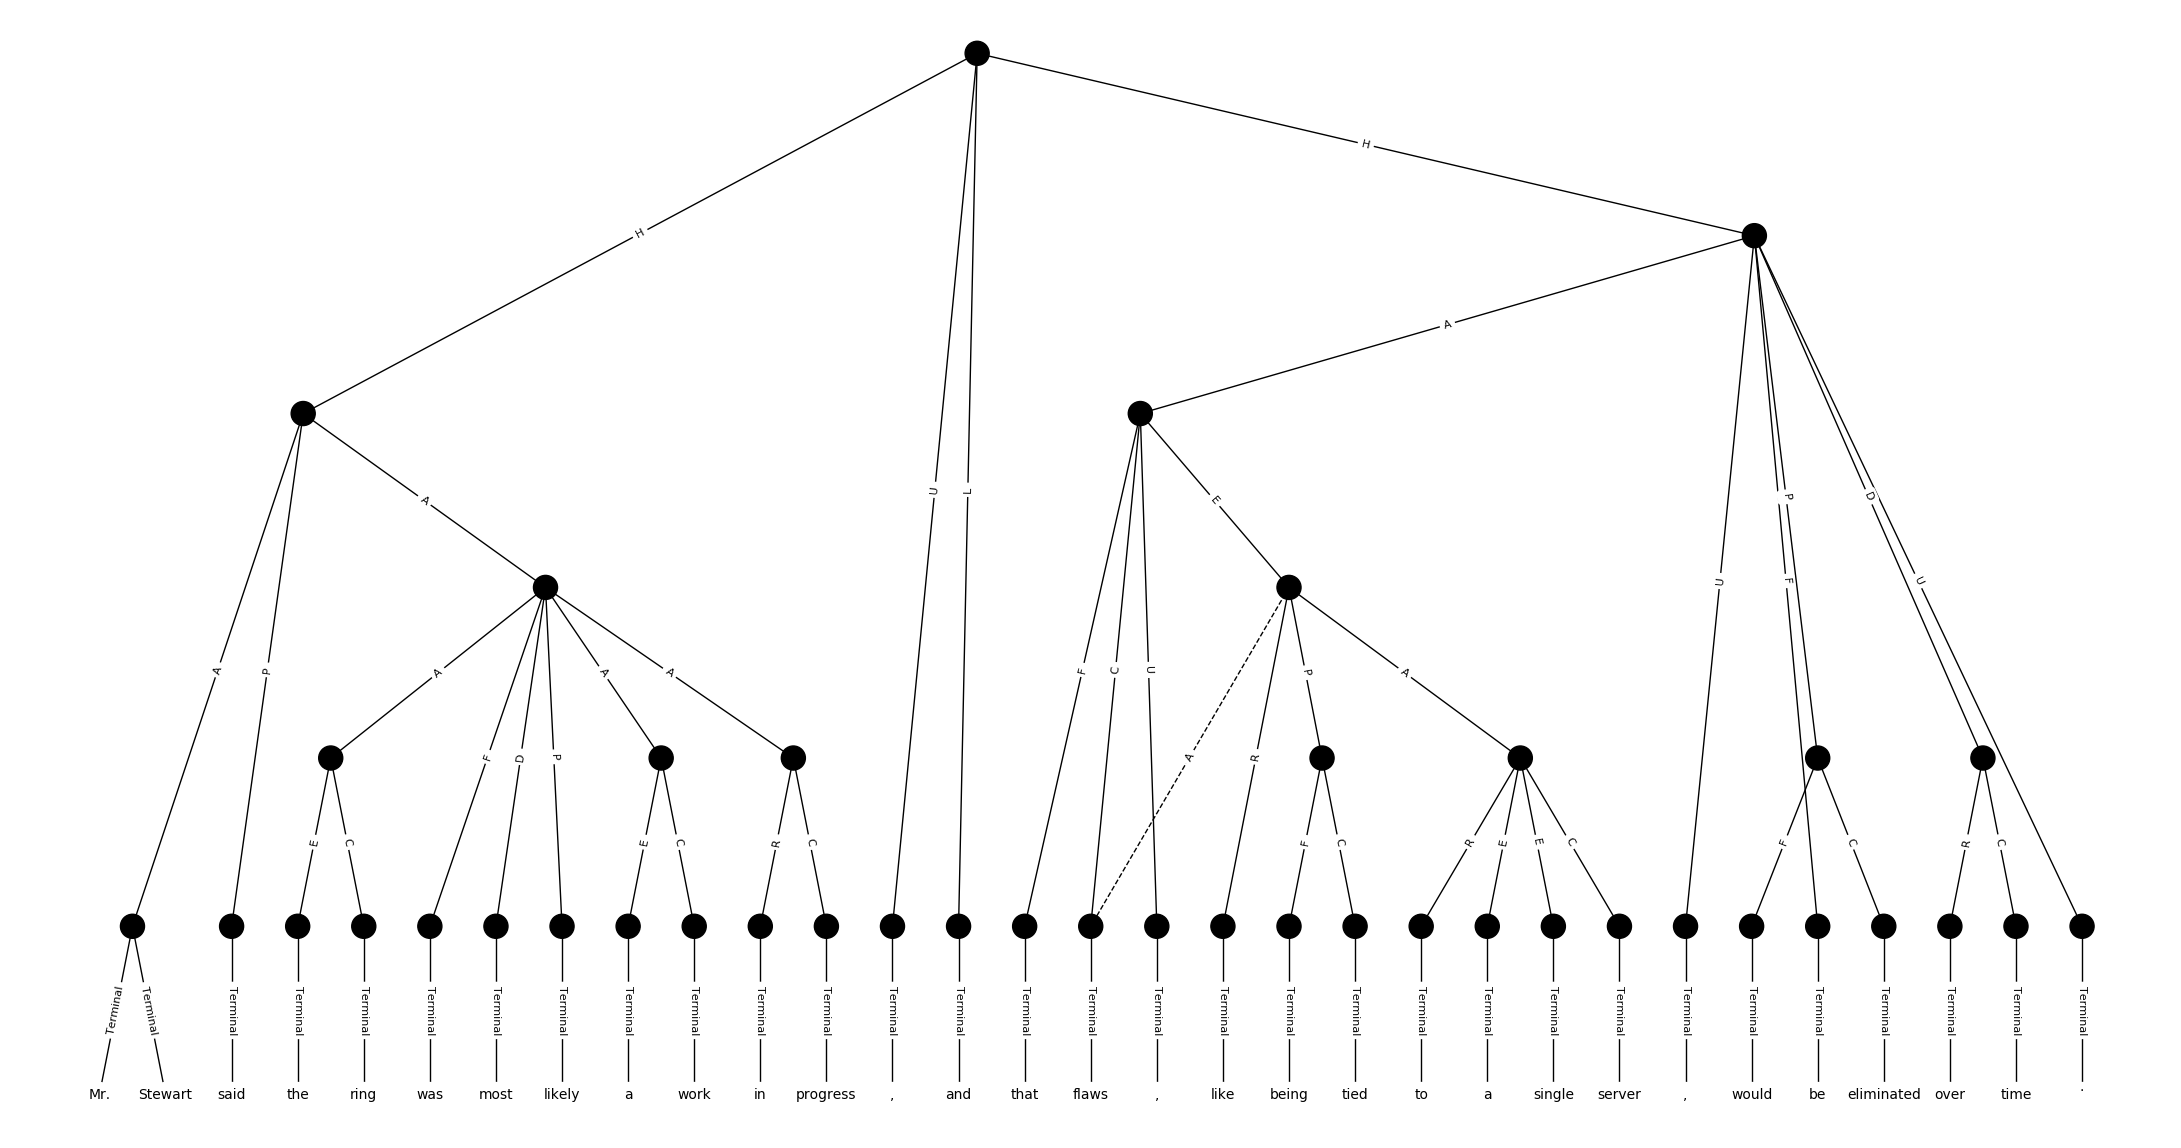 H
H
A
A
U
L
E
P
D
A
P
F
C
U
U
F
U
A
A
A
P
A
F
D
P
A
R
E
C
E
C
R
C
F
C
R
E
E
C
F
C
R
C
Terminal Terminal Terminal Terminal Terminal Terminal Terminal Terminal Terminal Terminal Terminal Terminal Terminal Terminal Terminal Terminal Terminal Terminal Terminal Terminal Terminal Terminal Terminal Terminal Terminal Terminal Terminal Terminal Terminal Terminal Terminal
Mr. Stewart said the ring was most likely a work in progress , and that flaws , like being tied to a single server , would be eliminated over time .